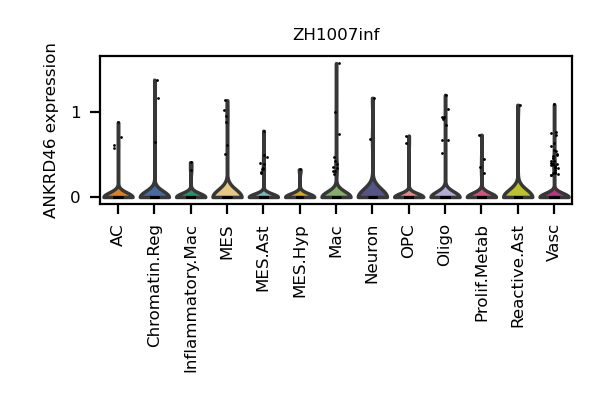 ZH1007inf
ANKRD46 expression
1
0
AC
Chromatin.Reg
Inflammatory.Mac
MES
MES.Ast
MES.Hyp
Mac
Neuron
OPC
Oligo
Prolif.Metab
Reactive.Ast
Vasc